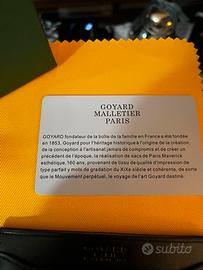 GOYARD
MALLETIER
PARIS
GOYARD fondateur de la boîte de la famille en France a été fondé
en 1853, Goyard pour l'héritage historique à l'origine de la création,
de la conception à l'artisanat jamais de compromis et de créer un
précédent de l'époque, la réalisation de sacs de Paris Maverick
esthétique, 160 ans, provenant de tissu de qualité d'impression de
type parfait y mofs de gradation du XIXe siècle et cohérente, de sorte
que le Mouvement perpétuel, le voyage de l'art Goyard destiné.
GOYARD
PARIS
subito